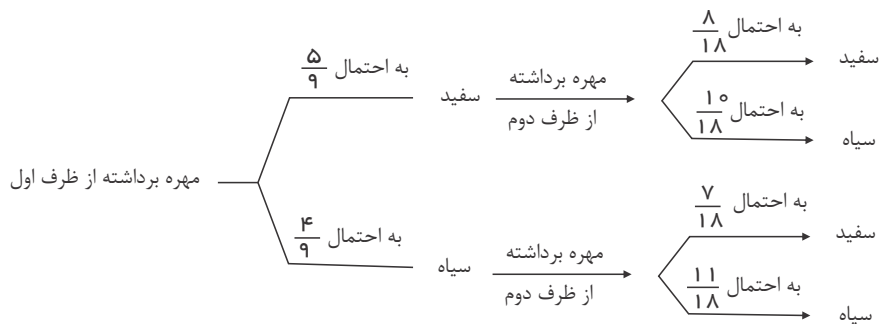 به احتمال ۸/۱۸
سفید
به احتمال ۵/۹
سفید
مهره برداشته
از ظرف دوم
به احتمال ۱۰/۱۸
سیاه
مهره برداشته از ظرف اول
به احتمال ۴/۹
سیاه
مهره برداشته
از ظرف دوم
به احتمال ۷/۱۸
سفید
به احتمال ۱۱/۱۸
سیاه